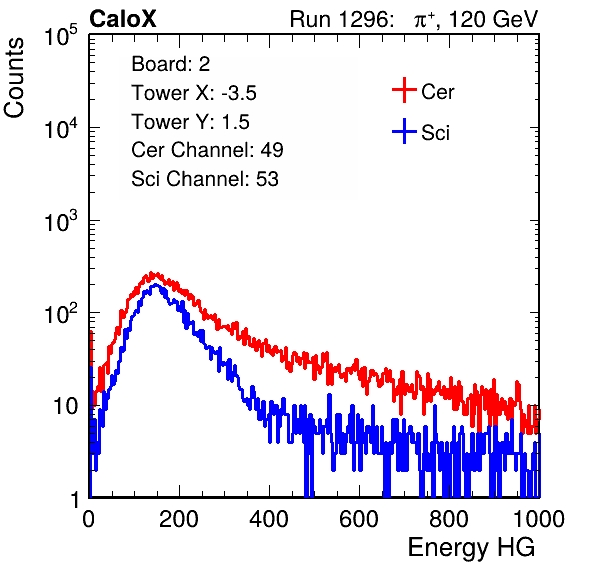 CaloX Run 1296: π⁺, 120 GeV
Counts
10⁵
10⁴
10³
10²
10
1
Board: 2
Tower X: -3.5
Tower Y: 1.5
Cer Channel: 49
Sci Channel: 53
Cer
Sci
0 200 400 600 800 1000
Energy HG